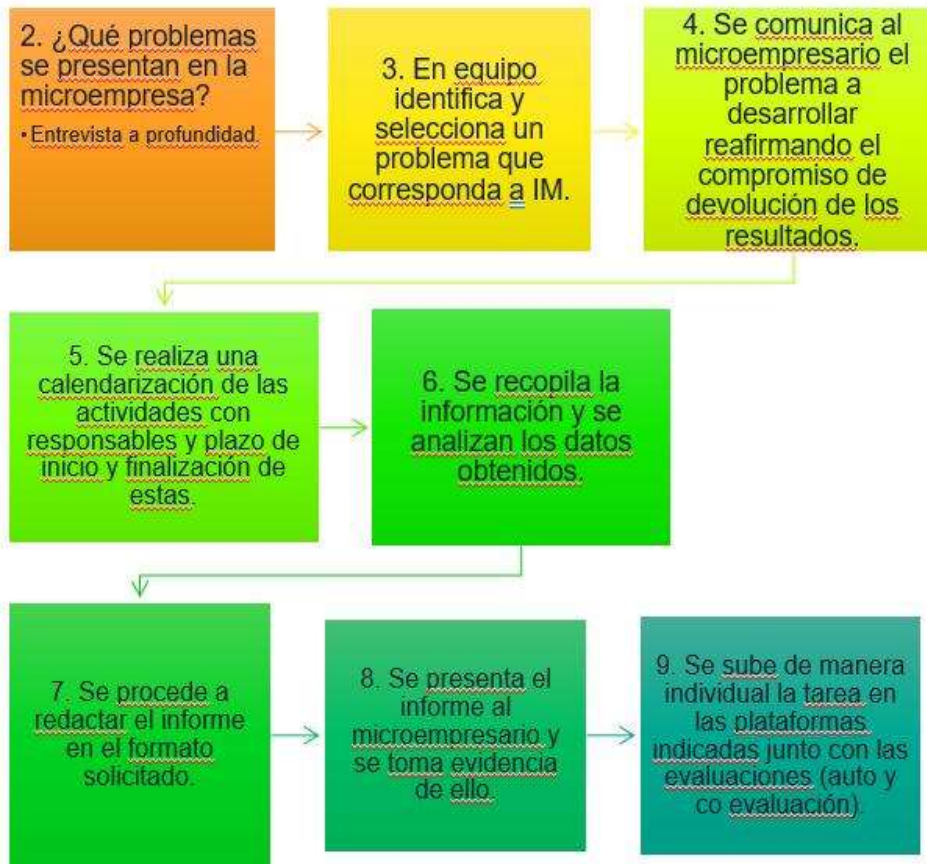 2. ¿Qué problemas
se presentan en la
microempresa?
• Entrevista a profundidad.
3. En equipo
identifica y
selecciona un
problema que
corresponda a IM.
4. Se comunica al
microempresario el
problema a
desarrollar
reafirmando el
compromiso de
devolución de los
resultados.
5. Se realiza una
calendarización de las
actividades con
responsables y plazo de
inicio y finalización de
estas.
6. Se recopila la
información y se
analizan los datos
obtenidos.
7. Se procede a
redactar el informe
en el formato
solicitado.
8. Se presenta el
informe al
microempresario y
se toma evidencia
de ello.
9. Se sube de manera
individual la tarea en
las plataformas
indicadas junto con las
evaluaciones (auto y
co evaluación).